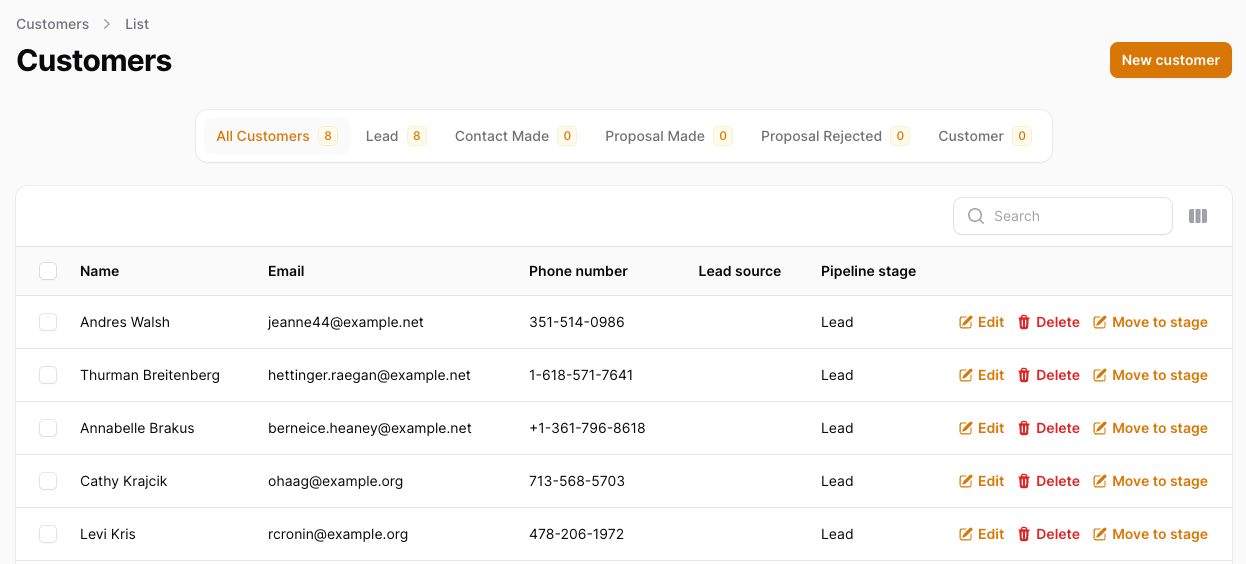 Customers > List
Customers
New customer
All Customers 8 Lead 8 Contact Made 0 Proposal Made 0 Proposal Rejected 0 Customer 0
Search
Name Email Phone number Lead source Pipeline stage
Andres Walsh jeanne44@example.net 351-514-0986 Lead Edit Delete Move to stage
Thurman Breitenberg hettinger.raegan@example.net 1-618-571-7641 Lead Edit Delete Move to stage
Annabelle Brakus berneice.heaney@example.net +1-361-796-8618 Lead Edit Delete Move to stage
Cathy Krajcik ohaag@example.org 713-568-5703 Lead Edit Delete Move to stage
Levi Kris rcronin@example.org 478-206-1972 Lead Edit Delete Move to stage